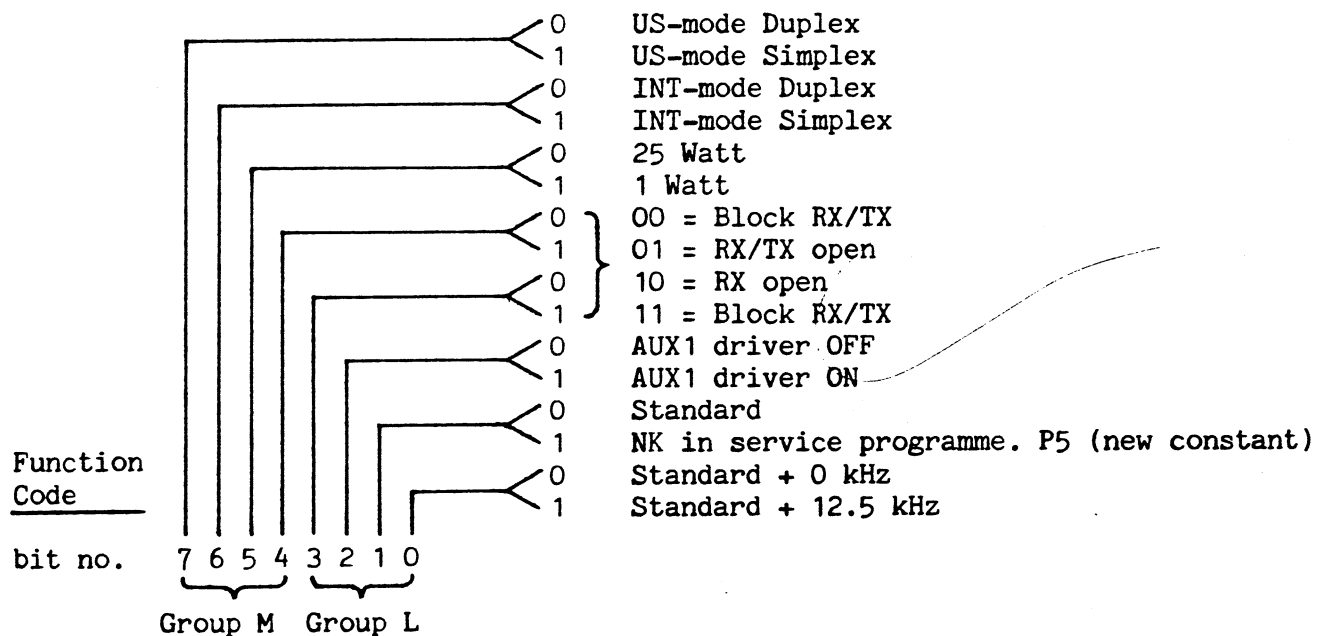 0 US-mode Duplex
1 US-mode Simplex
0 INT-mode Duplex
1 INT-mode Simplex
0 25 Watt
1 1 Watt
0 00 = Block RX/TX
1 01 = RX/TX open
0 10 = RX open
1 11 = Block RX/TX
0 AUX1 driver OFF
1 AUX1 driver ON
0 Standard
1 NK in service programme. P5 (new constant)
0 Standard + 0 kHz
1 Standard + 12.5 kHz
Function
Code
bit no. 7 6 5 4 3 2 1 0
Group M Group L